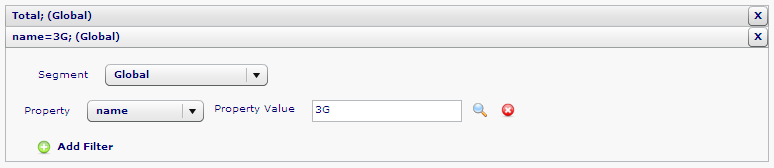 Total; (Global) X
name=3G; (Global) X
Segment Global
Property name Property Value 3G
Add Filter